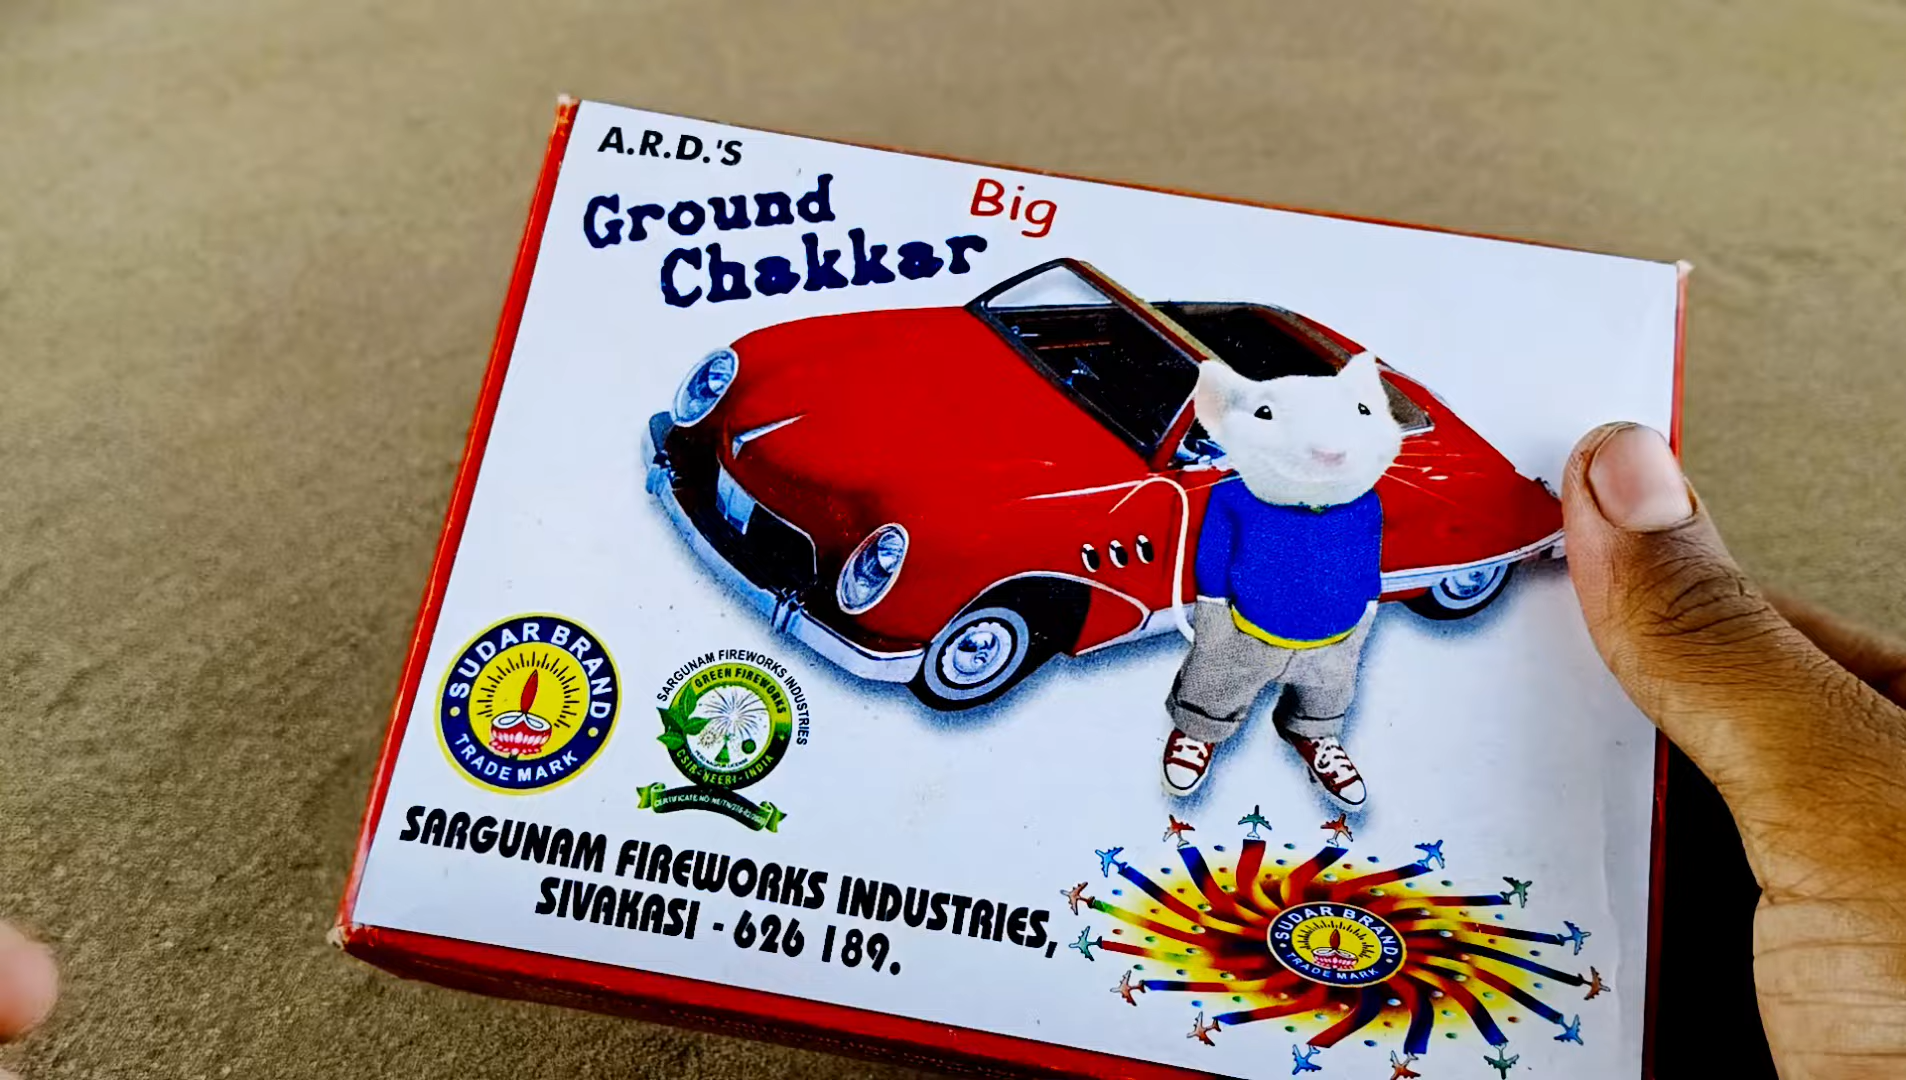 A.R.D.'S
Big
Ground
Chakkar
SUDAR BRAND
TRADE MARK
SARGUNAM FIREWORKS INDUSTRIES
GREEN FIREWORKS
CSIR-NEERI-INDIA
SARGUNAM FIREWORKS INDUSTRIES,
SIVAKASI - 626 189.
SUDAR BRAND
TRADE MARK